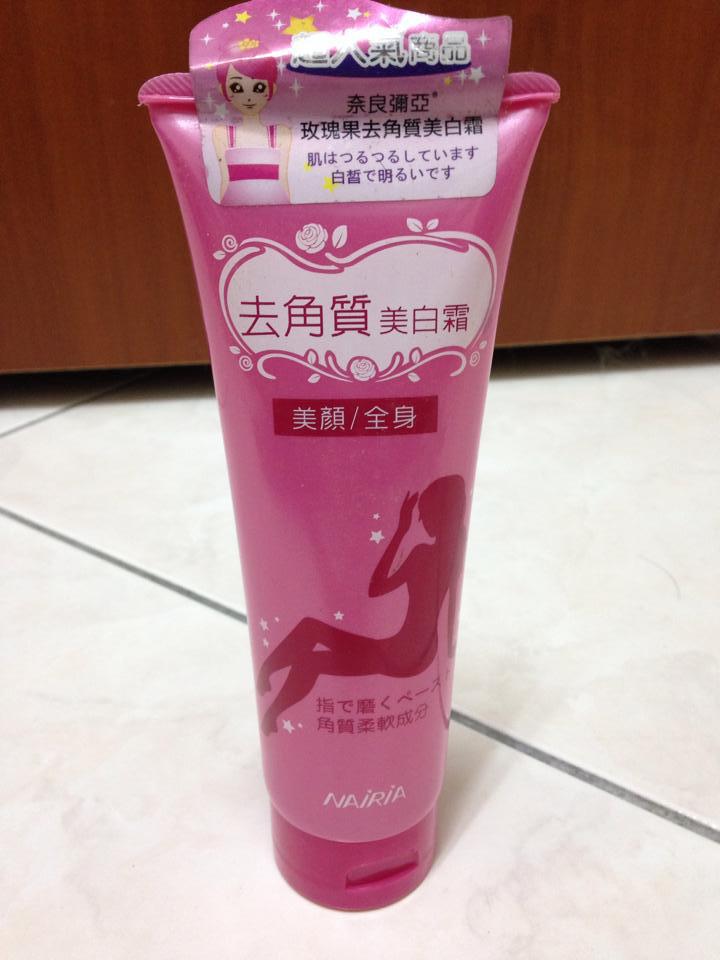 超人氣商品
奈良彌亞®
玫瑰果去角質美白霜
肌はつるつるしています
白皙で明るいです
去角質 美白霜
美顏/全身
指で磨くペースト
角質柔軟成分
NAiRiA